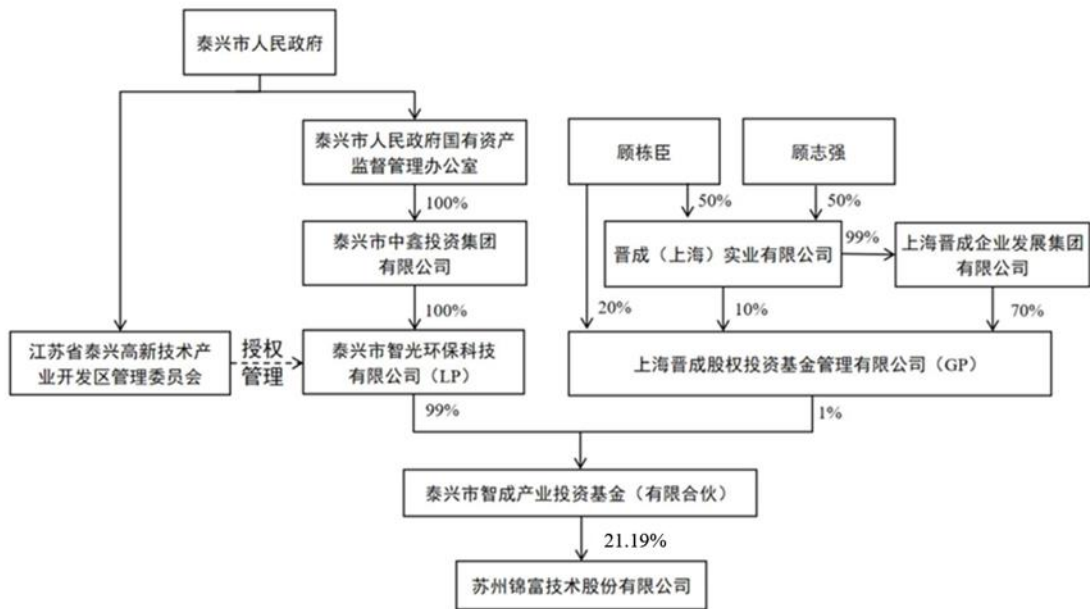 泰兴市人民政府
泰兴市人民政府国有资产
监督管理办公室
顾栋臣
顾志强
100%
50%
50%
泰兴市中鑫投资集团
有限公司
晋成（上海）实业有限公司
99%
上海晋成企业发展集团
有限公司
100%
20%
10%
70%
江苏省泰兴高新技术产
业开发区管理委员会
授权
管理
泰兴市智光环保科技
有限公司（LP）
上海晋成股权投资基金管理有限公司（GP）
99%
1%
泰兴市智成产业投资基金（有限合伙）
21.19%
苏州锦富技术股份有限公司